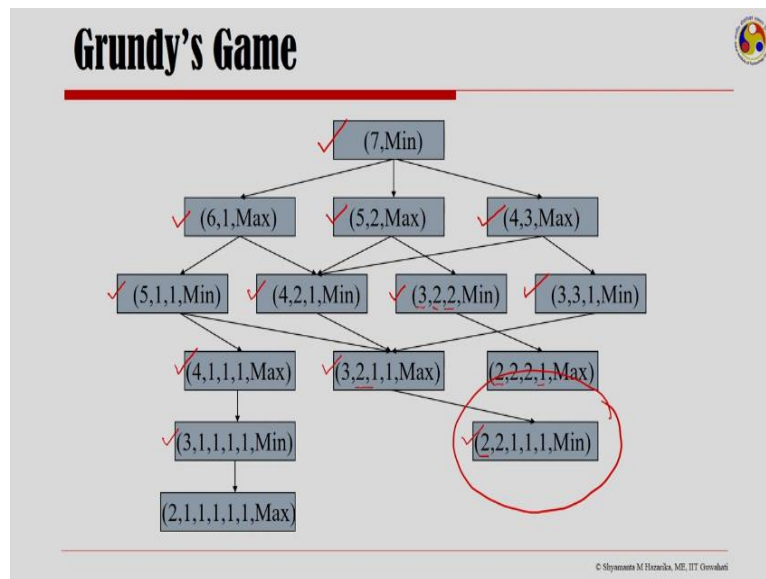 Grundy's Game
(7,Min)
(6,1,Max) (5,2,Max) (4,3,Max)
(5,1,1,Min) (4,2,1,Min) (3,2,2,Min) (3,3,1,Min)
(4,1,1,1,Max) (3,2,1,1,Max) (2,2,2,1,Max)
(3,1,1,1,1,Min) (2,2,1,1,1,Min)
(2,1,1,1,1,1,Max)
© Shyamanta M Hazarika, ME, IIT Guwahati